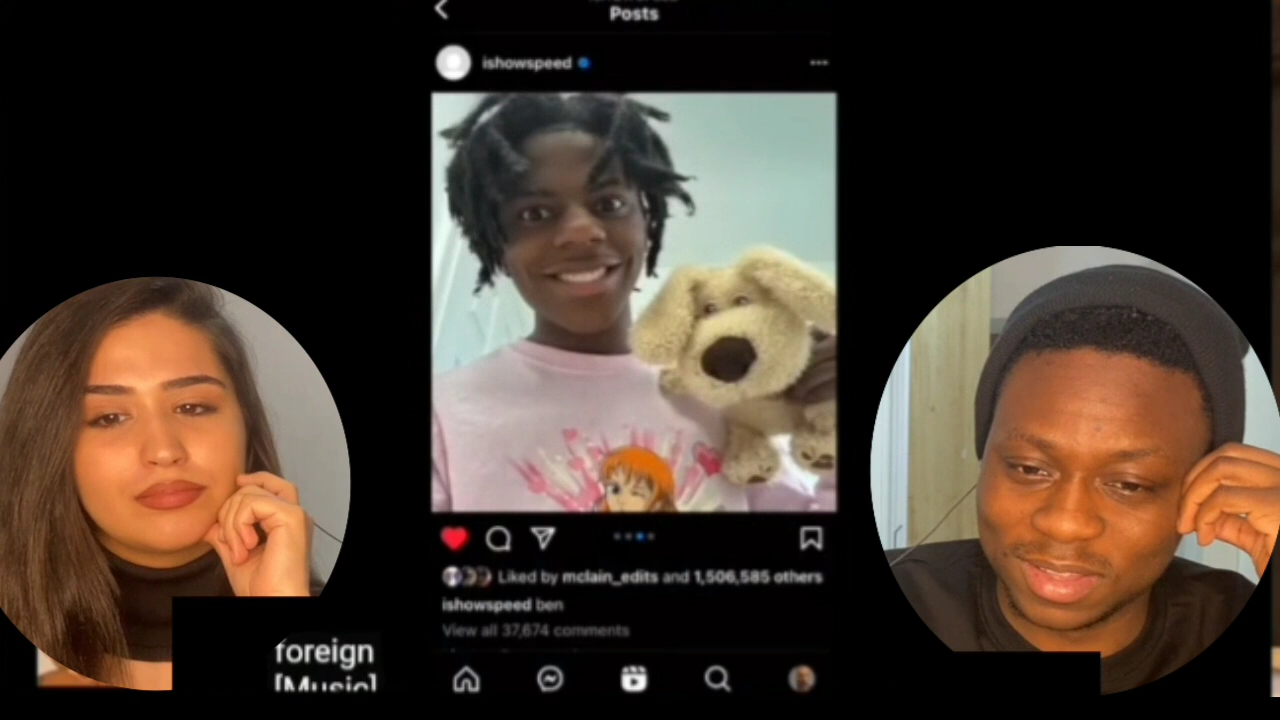 Posts
ishowspeed
Liked by mclain_edits and 1,506,585 others
ishowspeed ben
View all 37,674 comments
foreign
[Music]